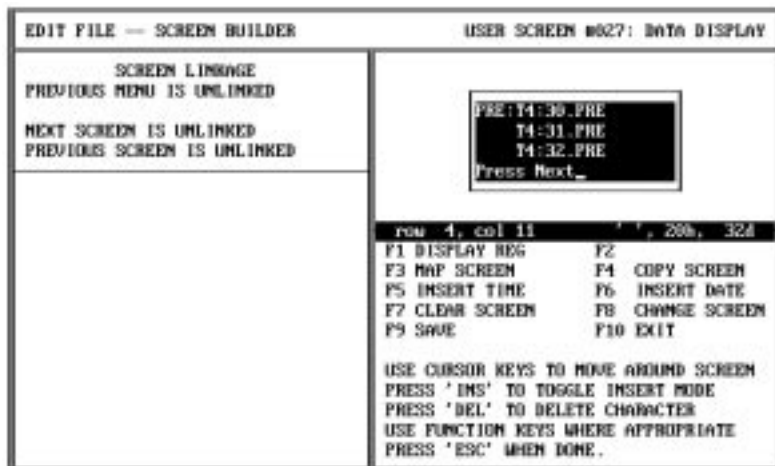 EDIT FILE -- SCREEN BUILDER
USER SCREEN #027: DATA DISPLAY
SCREEN LINKAGE
PREVIOUS MENU IS UNLINKED
NEXT SCREEN IS UNLINKED
PREVIOUS SCREEN IS UNLINKED
PRE:T4:30.PRE
T4:31.PRE
T4:32.PRE
Press Next_
row 4, col 11 ' ', 20h, 32d
F1 DISPLAY REG F2
F3 MAP SCREEN F4 COPY SCREEN
F5 INSERT TIME F6 INSERT DATE
F7 CLEAR SCREEN F8 CHANGE SCREEN
F9 SAVE F10 EXIT
USE CURSOR KEYS TO MOVE AROUND SCREEN
PRESS 'INS' TO TOGGLE INSERT MODE
PRESS 'DEL' TO DELETE CHARACTER
USE FUNCTION KEYS WHERE APPROPRIATE
PRESS 'ESC' WHEN DONE.